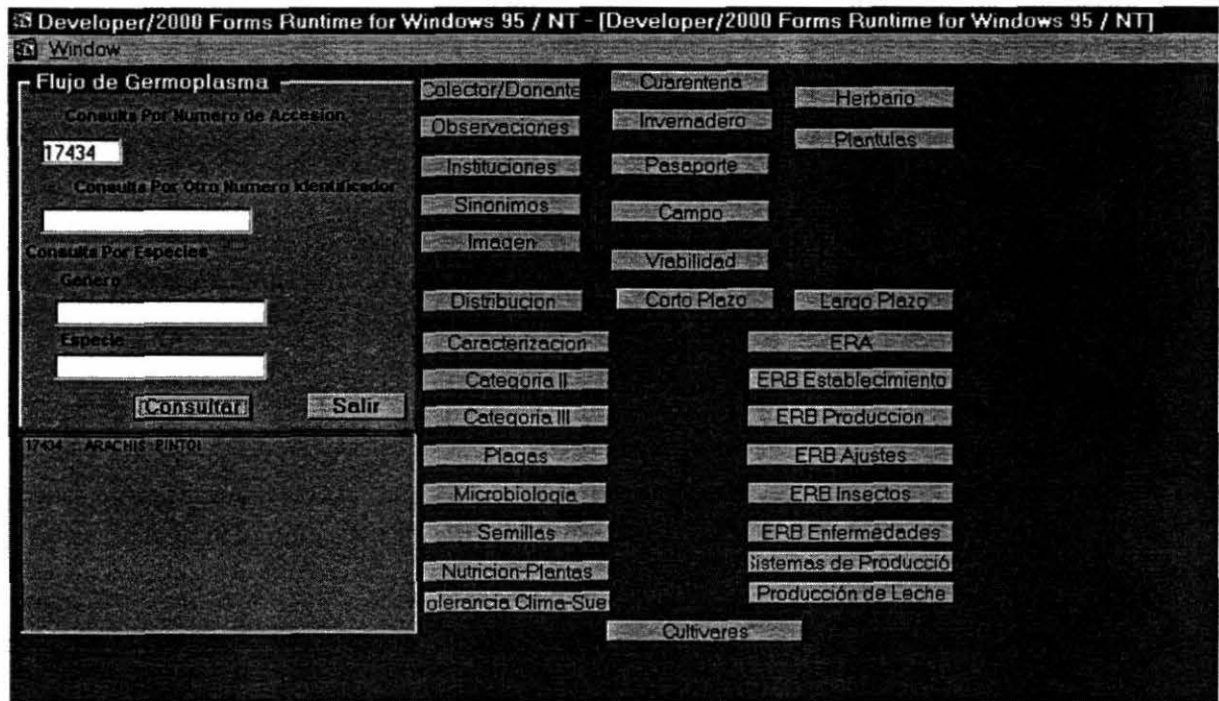 Developer/2000 Forms Runtime for Windows 95 / NT - [Developer/2000 Forms Runtime for Windows 95 / NT]
Window
Flujo de Germoplasma
Consulta Por Numero de Accesion
17434
Consulta Por Otro Numero Identificador
Consulta Por Especies
Genero
Especie
Consultar
Salir
17434 : ARACHIS PINTOI
Colector/Donante
Observaciones
Instituciones
Sinonimos
Imagen
Distribucion
Caracterizacion
Categoria II
Categoria III
Plagas
Microbiologia
Semillas
Nutricion-Plantas
olerancia Clima-Sue
Cuarentena
Invernadero
Pasaporte
Campo
Viabilidad
Corto Plazo
Herbario
Plantulas
Largo Plazo
ERA
ERB Establecimiento
ERB Produccion
ERB Ajustes
ERB Insectos
ERB Enfermedades
istemas de Producció
Producción de Leche
Cultivares